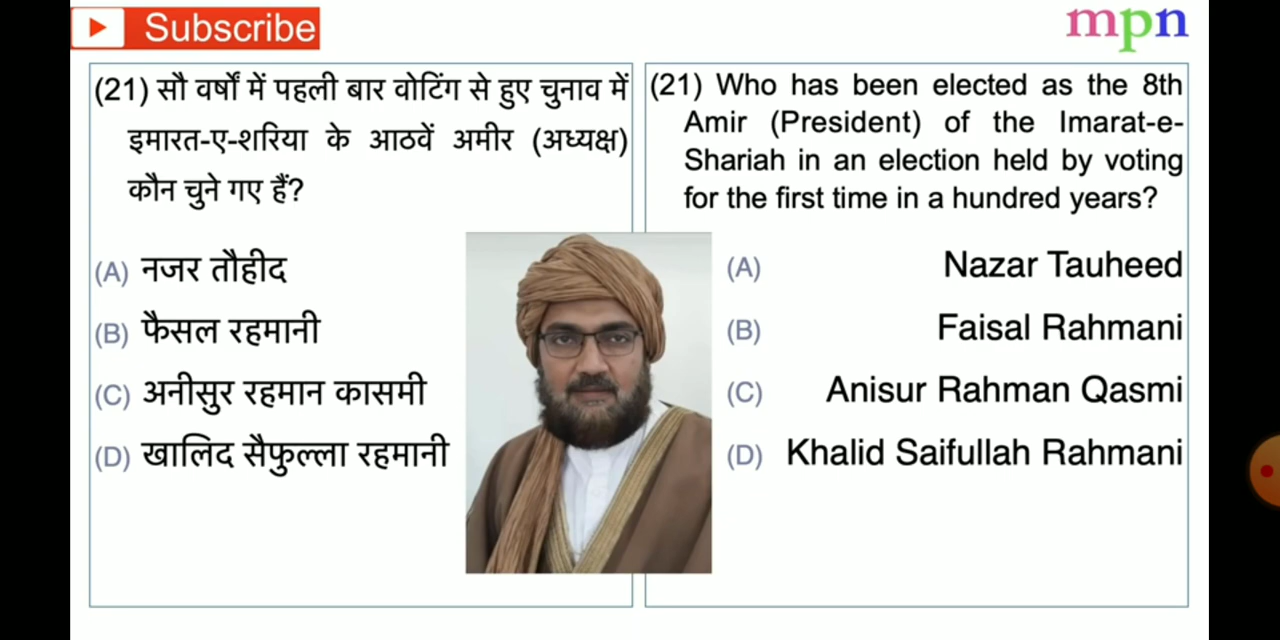 Subscribe
mpn
(21) सौ वर्षों में पहली बार वोटिंग से हुए चुनाव में
इमारत-ए-शरिया के आठवें अमीर (अध्यक्ष)
कौन चुने गए हैं?
(A) नजर तौहीद
(B) फैसल रहमानी
(C) अनीसुर रहमान कासमी
(D) खालिद सैफुल्ला रहमानी
(21) Who has been elected as the 8th
Amir (President) of the Imarat-e-
Shariah in an election held by voting
for the first time in a hundred years?
(A) Nazar Tauheed
(B) Faisal Rahmani
(C) Anisur Rahman Qasmi
(D) Khalid Saifullah Rahmani